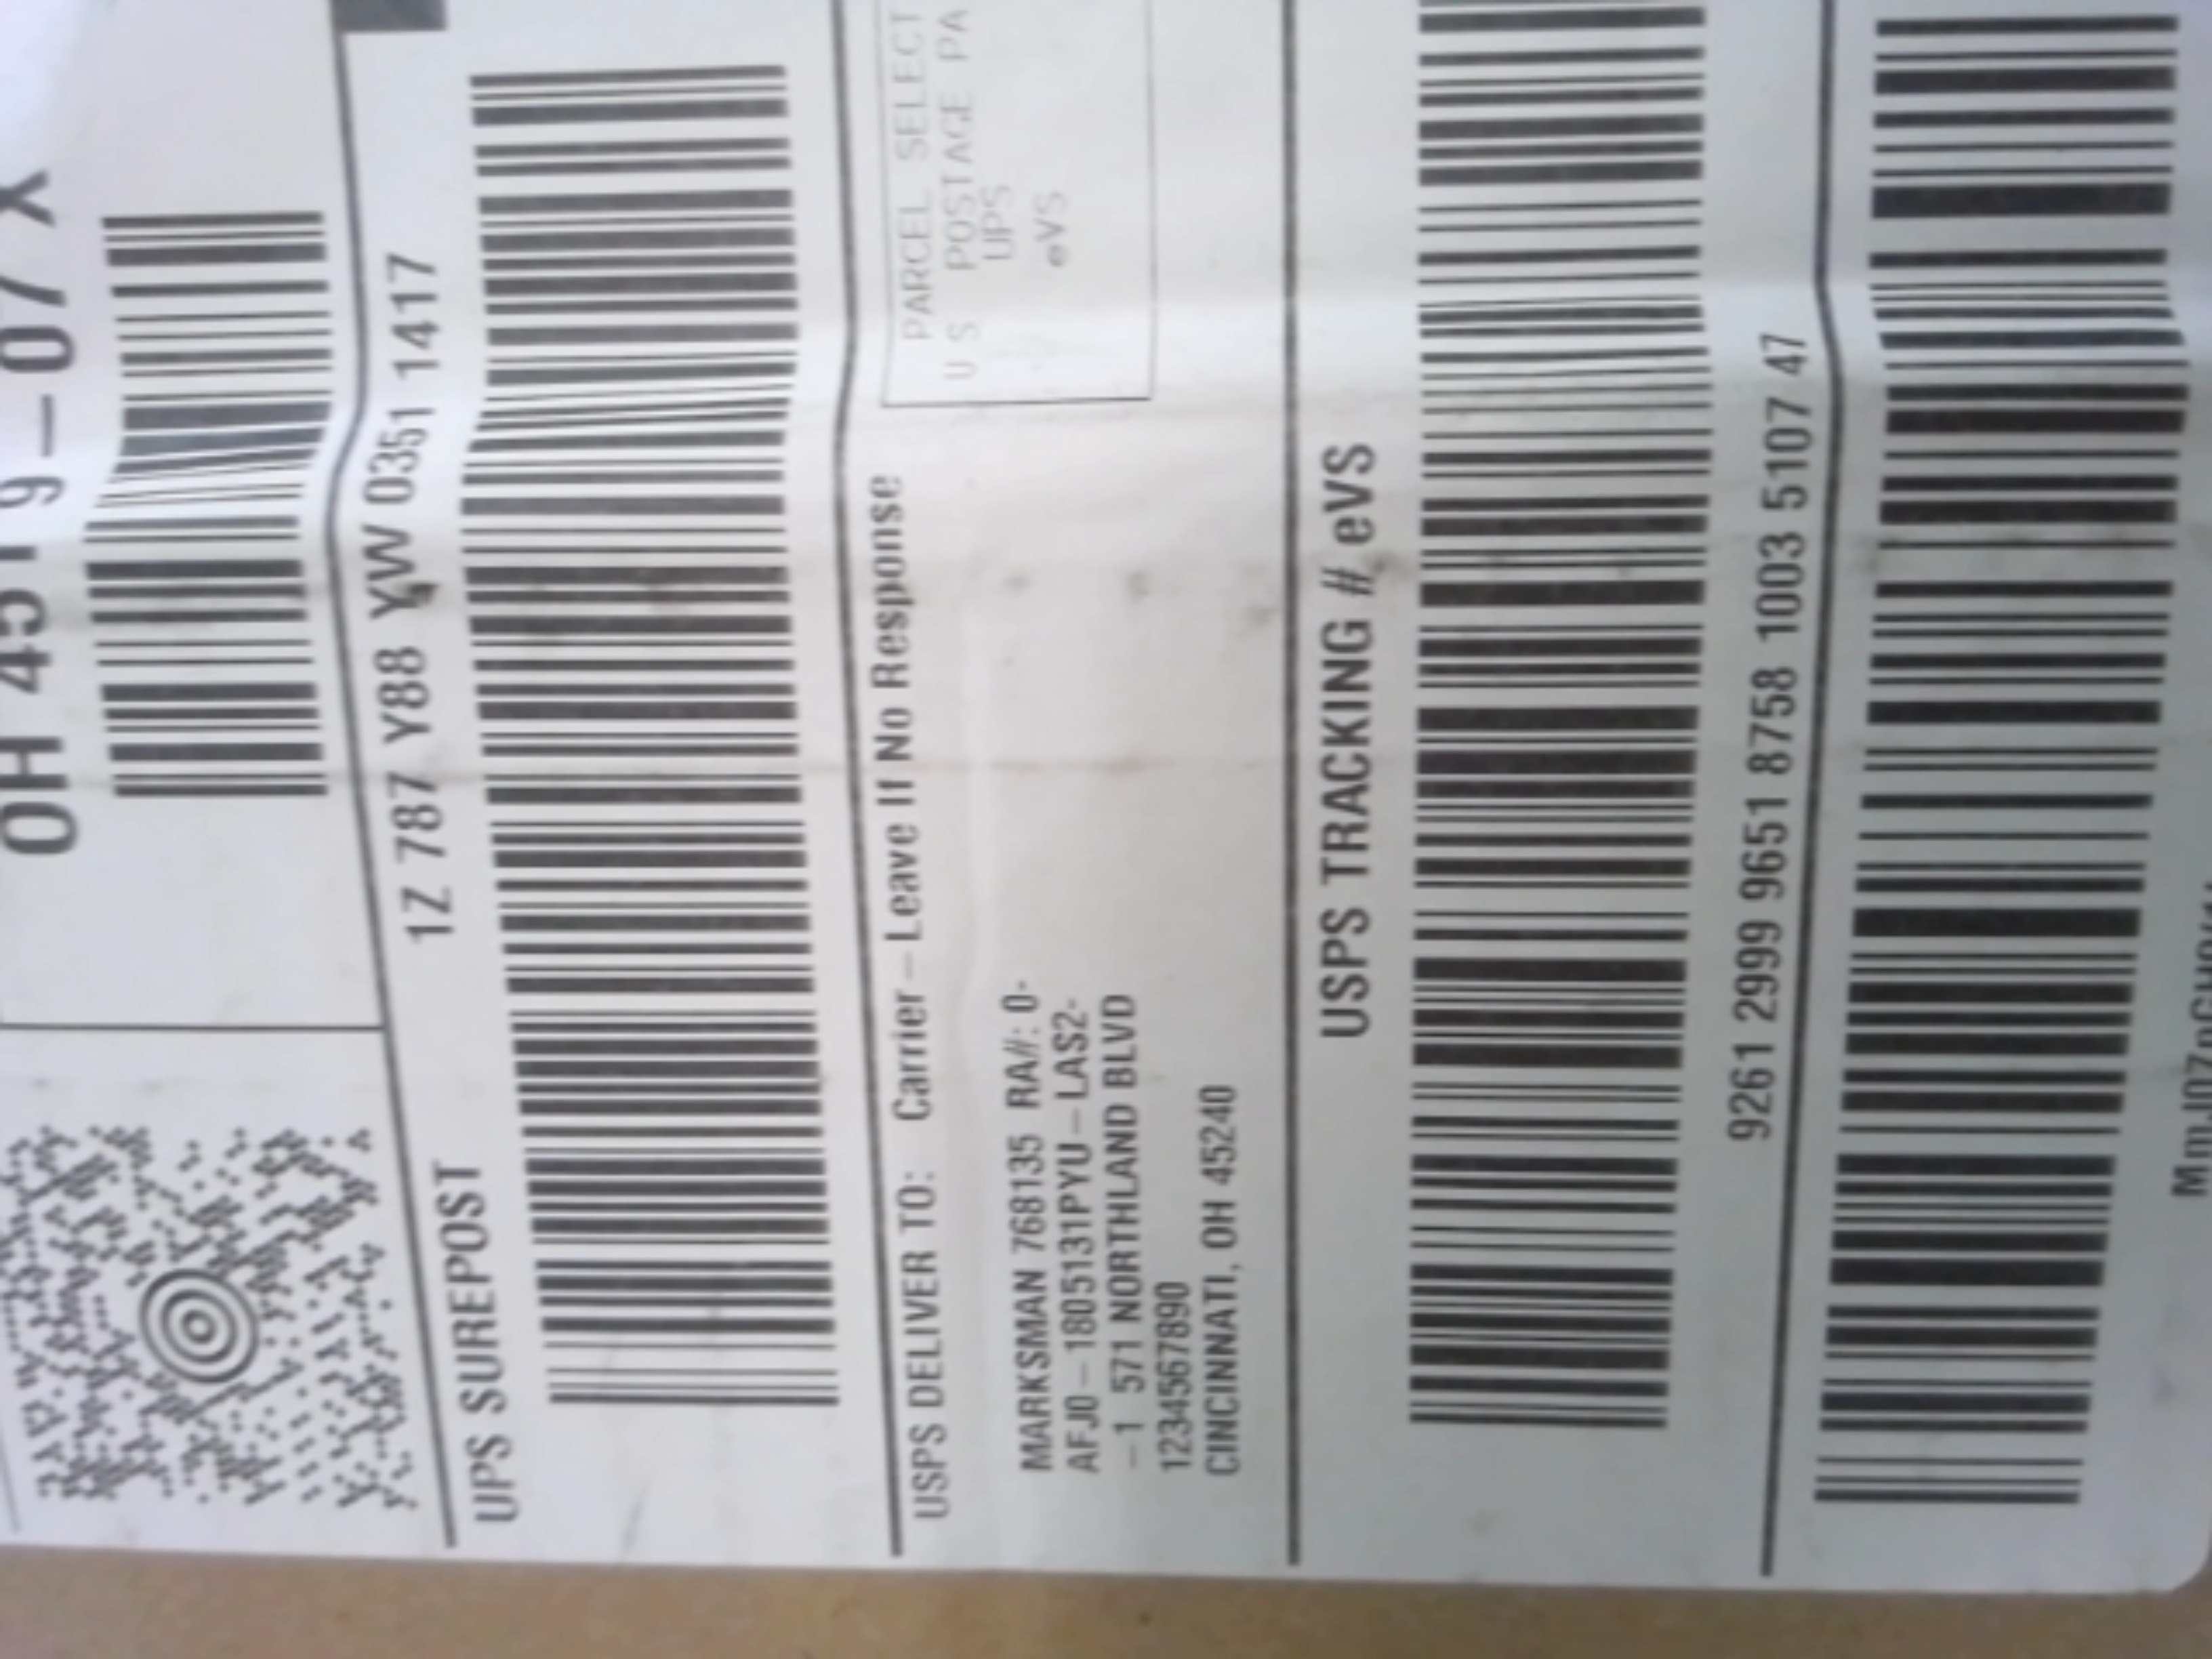 OH 451 9-07
UPS SUREPOST
1Z 787 Y88 YW 0351 1417
USPS DELIVER TO: Carrier-Leave If No Response
PARCEL SELECT
U S POSTAGE PA
UPS
eVS
MARKSMAN 768135 RA#: 0-
AFJ0-1805131PYU-LAS2-
-1 571 NORTHLAND BLVD
1234567890
CINCINNATI, OH 45240
USPS TRACKING # eVS
9261 2999 9651 8758 1003 5107 47